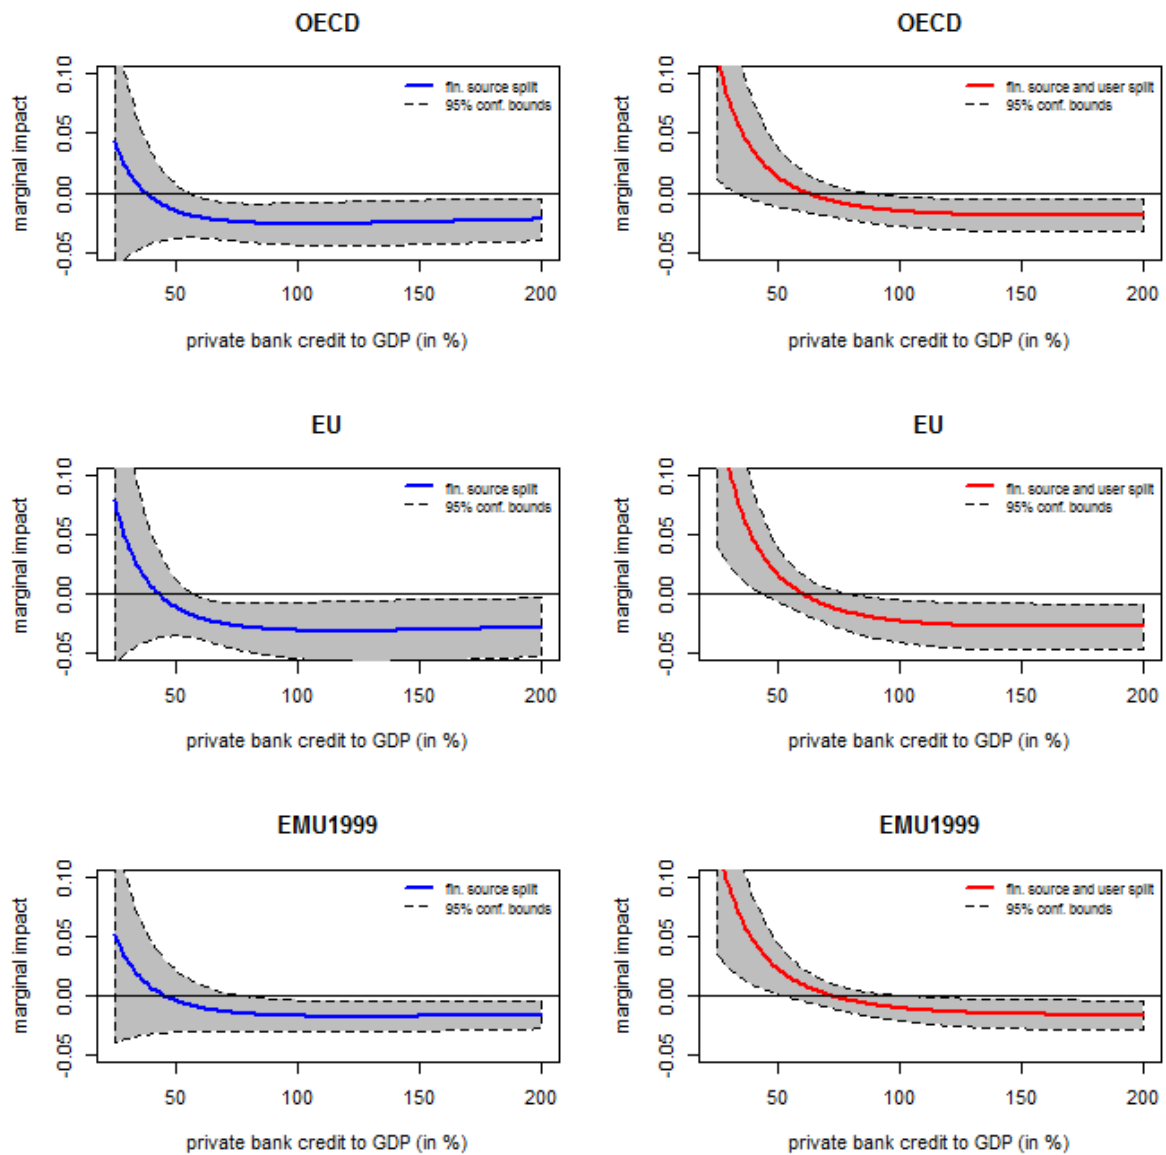 OECD
marginal impact
0.10
0.05
0.00
-0.05
fin. source split
95% conf. bounds
50 100 150 200
private bank credit to GDP (in %)
OECD
marginal impact
0.10
0.05
0.00
-0.05
fin. source and user split
95% conf. bounds
50 100 150 200
private bank credit to GDP (in %)
EU
marginal impact
0.10
0.05
0.00
-0.05
fin. source split
95% conf. bounds
50 100 150 200
private bank credit to GDP (in %)
EU
marginal impact
0.10
0.05
0.00
-0.05
fin. source and user split
95% conf. bounds
50 100 150 200
private bank credit to GDP (in %)
EMU1999
marginal impact
0.10
0.05
0.00
-0.05
fin. source split
95% conf. bounds
50 100 150 200
private bank credit to GDP (in %)
EMU1999
marginal impact
0.10
0.05
0.00
-0.05
fin. source and user split
95% conf. bounds
50 100 150 200
private bank credit to GDP (in %)